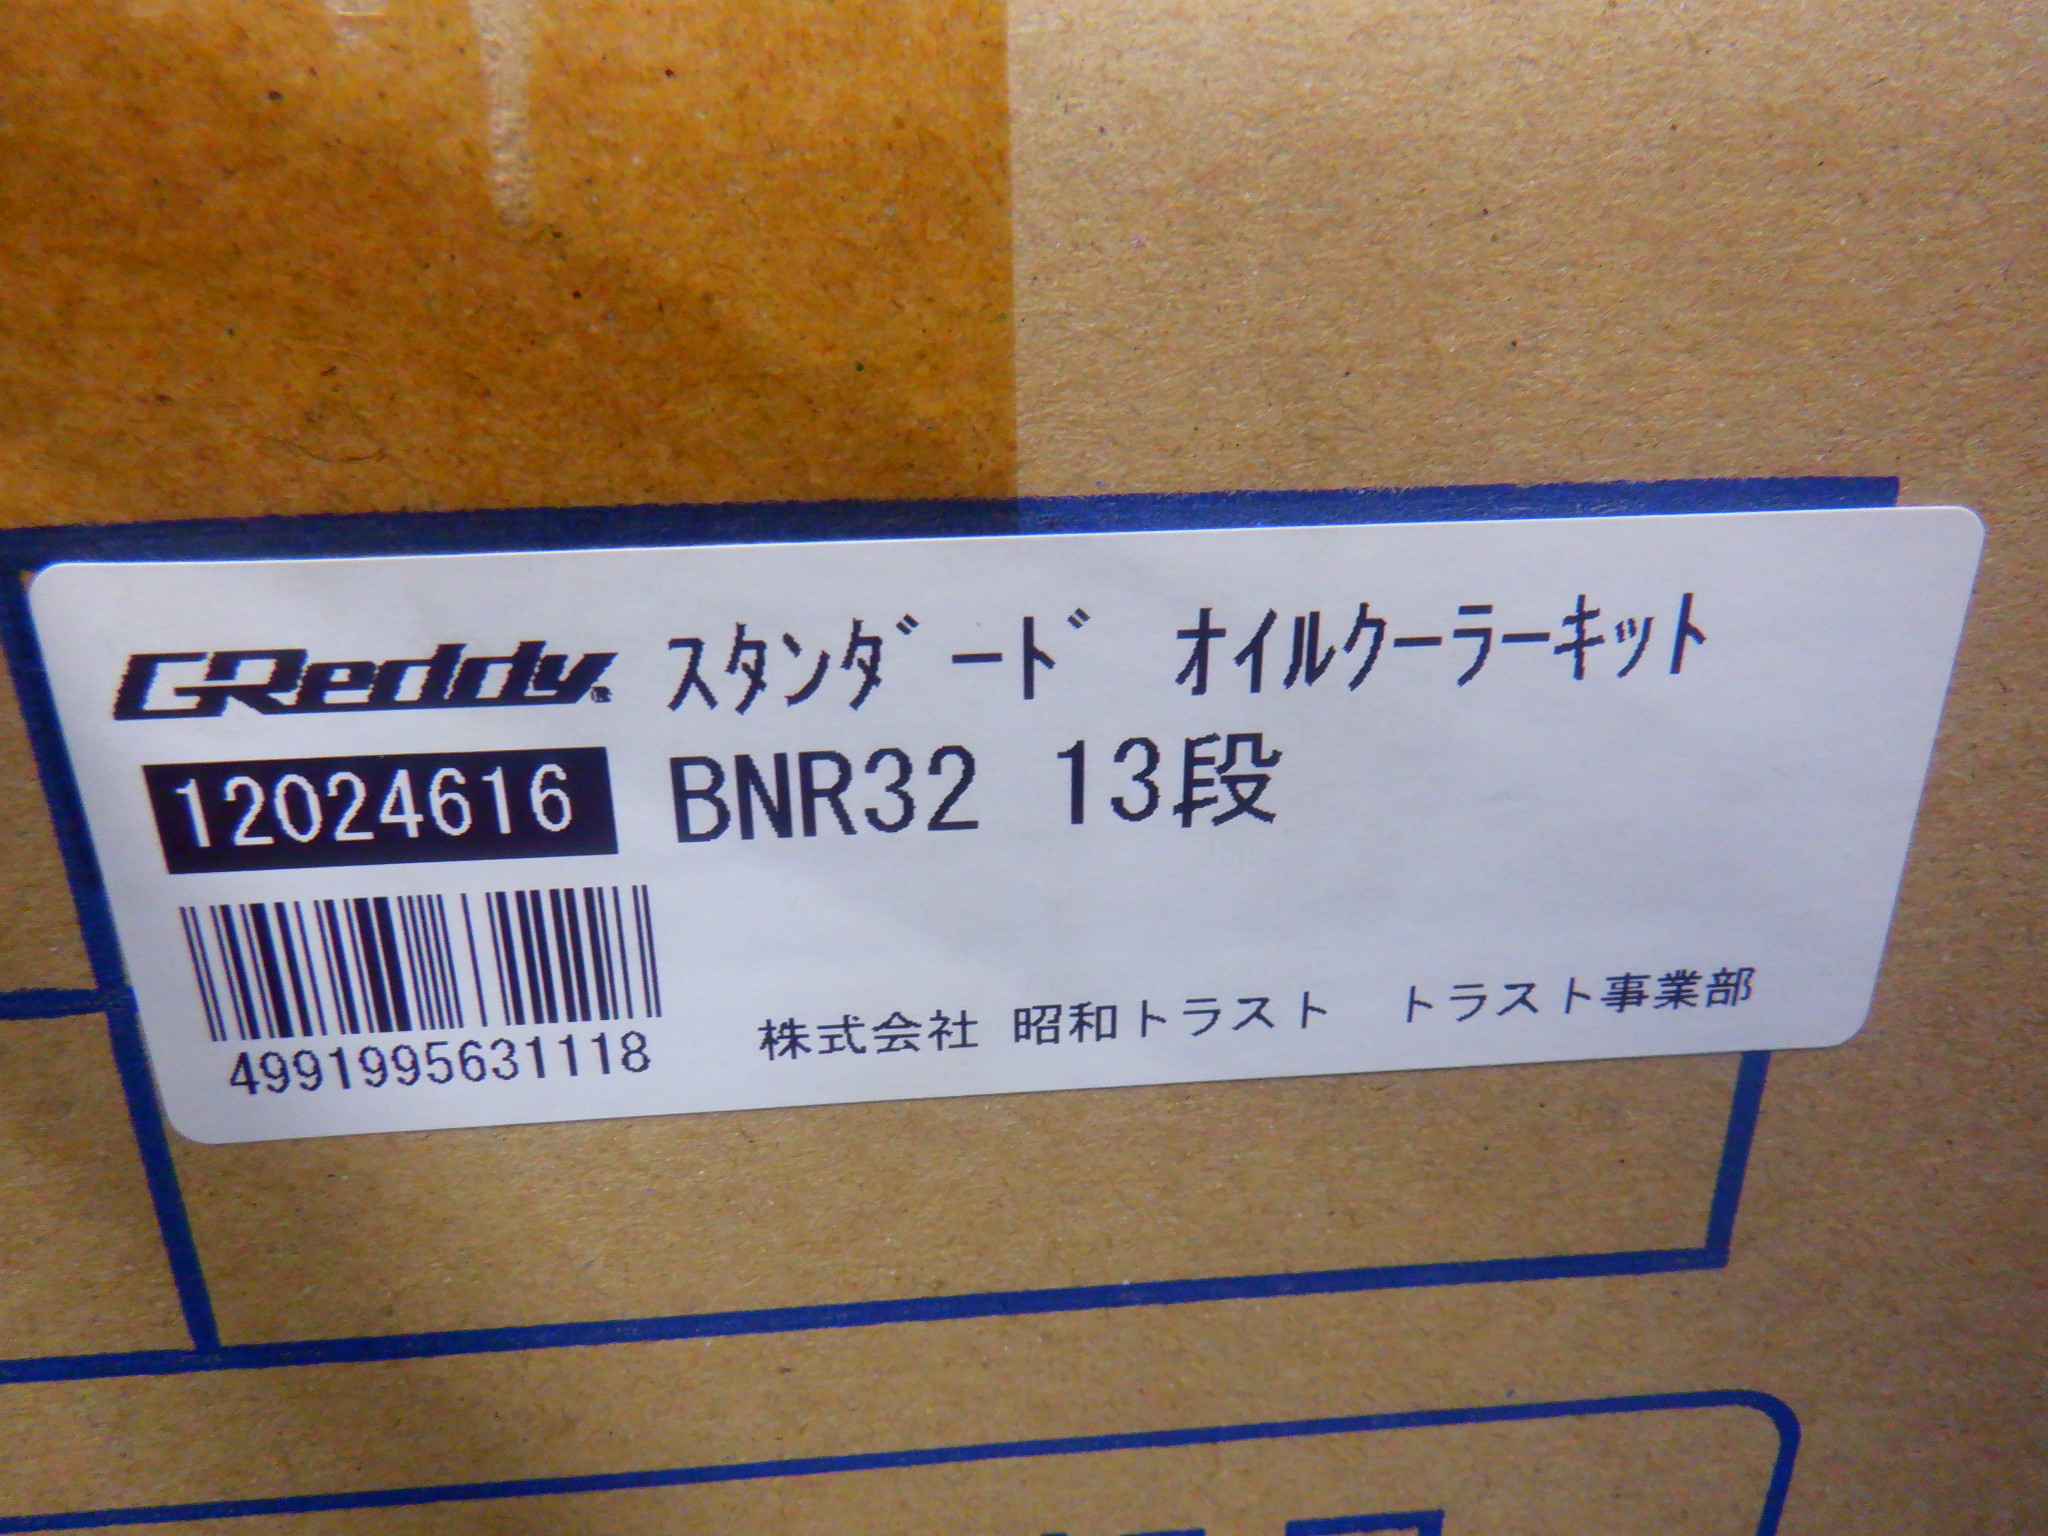 GReddy ｽﾀﾝﾀﾞｰﾄﾞ ｵｲﾙｸｰﾗｰｷｯﾄ
12024616 BNR32 13段
4991995631118
株式会社 昭和トラスト トラスト事業部